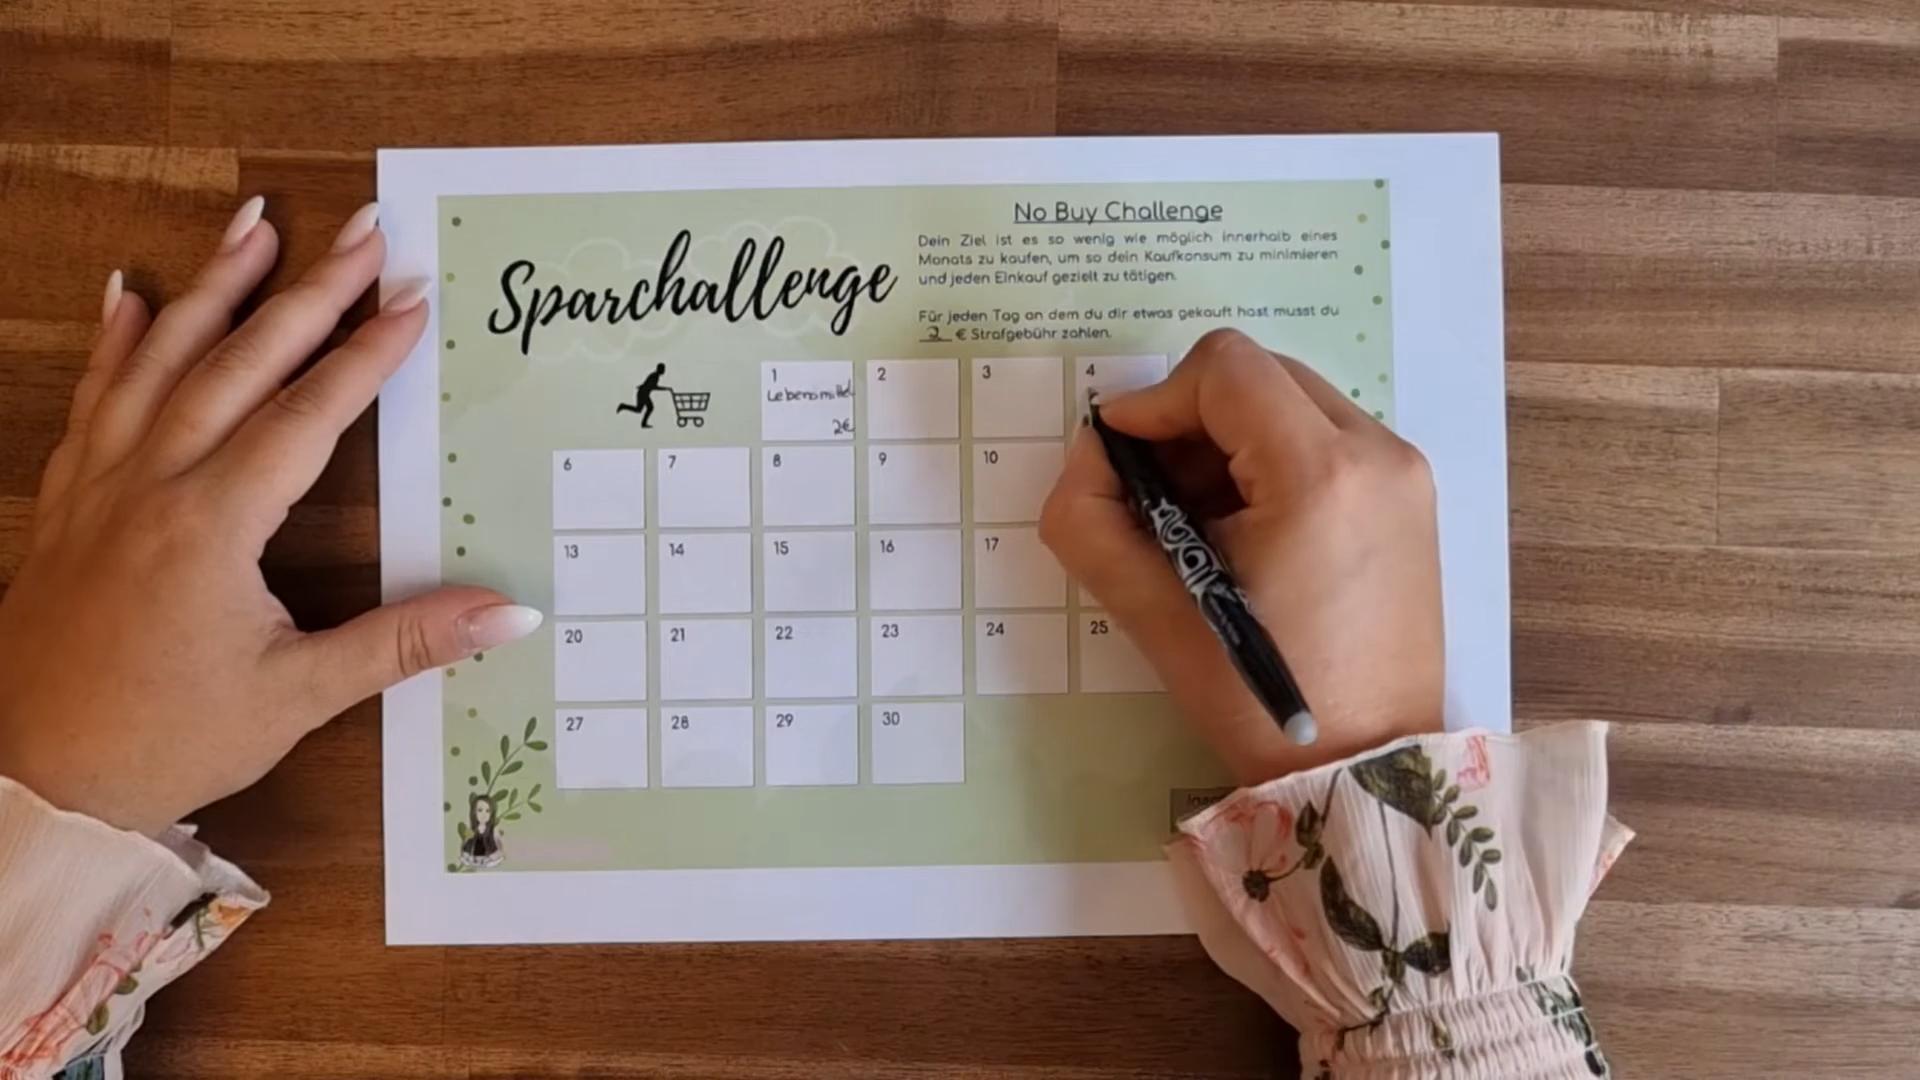 Sparchallenge
No Buy Challenge
Dein Ziel ist es so wenig wie möglich innerhalb eines
Monats zu kaufen, um so dein Kaufkonsum zu minimieren
und jeden Einkauf gezielt zu tätigen.
Für jeden Tag an dem du dir etwas gekauft hast musst du
2 € Strafgebühr zahlen.
1 2 3 4
Lebensmittel
2€
6 7 8 9 10
13 14 15 16 17
20 21 22 23 24 25
27 28 29 30